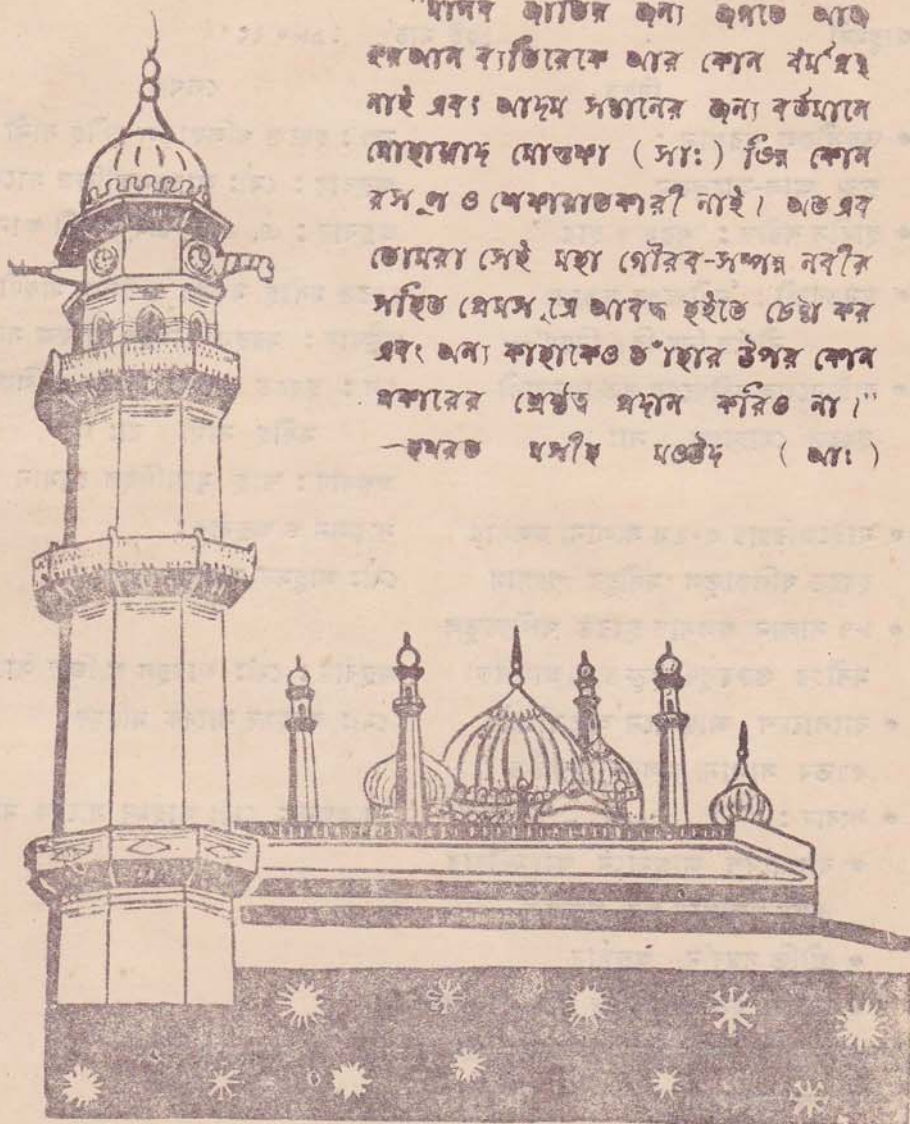 "মানব জাতির জন্য জগতে আজ
কুরআন ব্যতিরেকে আর কোন ধর্মগ্রন্থ
নাই এবং আদম সন্তানের জন্য বর্তমানে
মোহাম্মাদ মোস্তফা ( সাঃ ) ভিন্ন কোন
রসূল ও শেফায়াতকারী নাই। অতএব
তোমরা সেই মহা গৌরব-সম্পন্ন নবীর
সহিত প্রেমসূত্রে আবদ্ধ হইতে চেষ্টা কর
এবং অন্য কাহাকেও তাঁহার উপর কোন
প্রকারের শ্রেষ্ঠত্ব প্রদান করিও না।"
—হযরত মসীহ মওউদ ( আঃ )